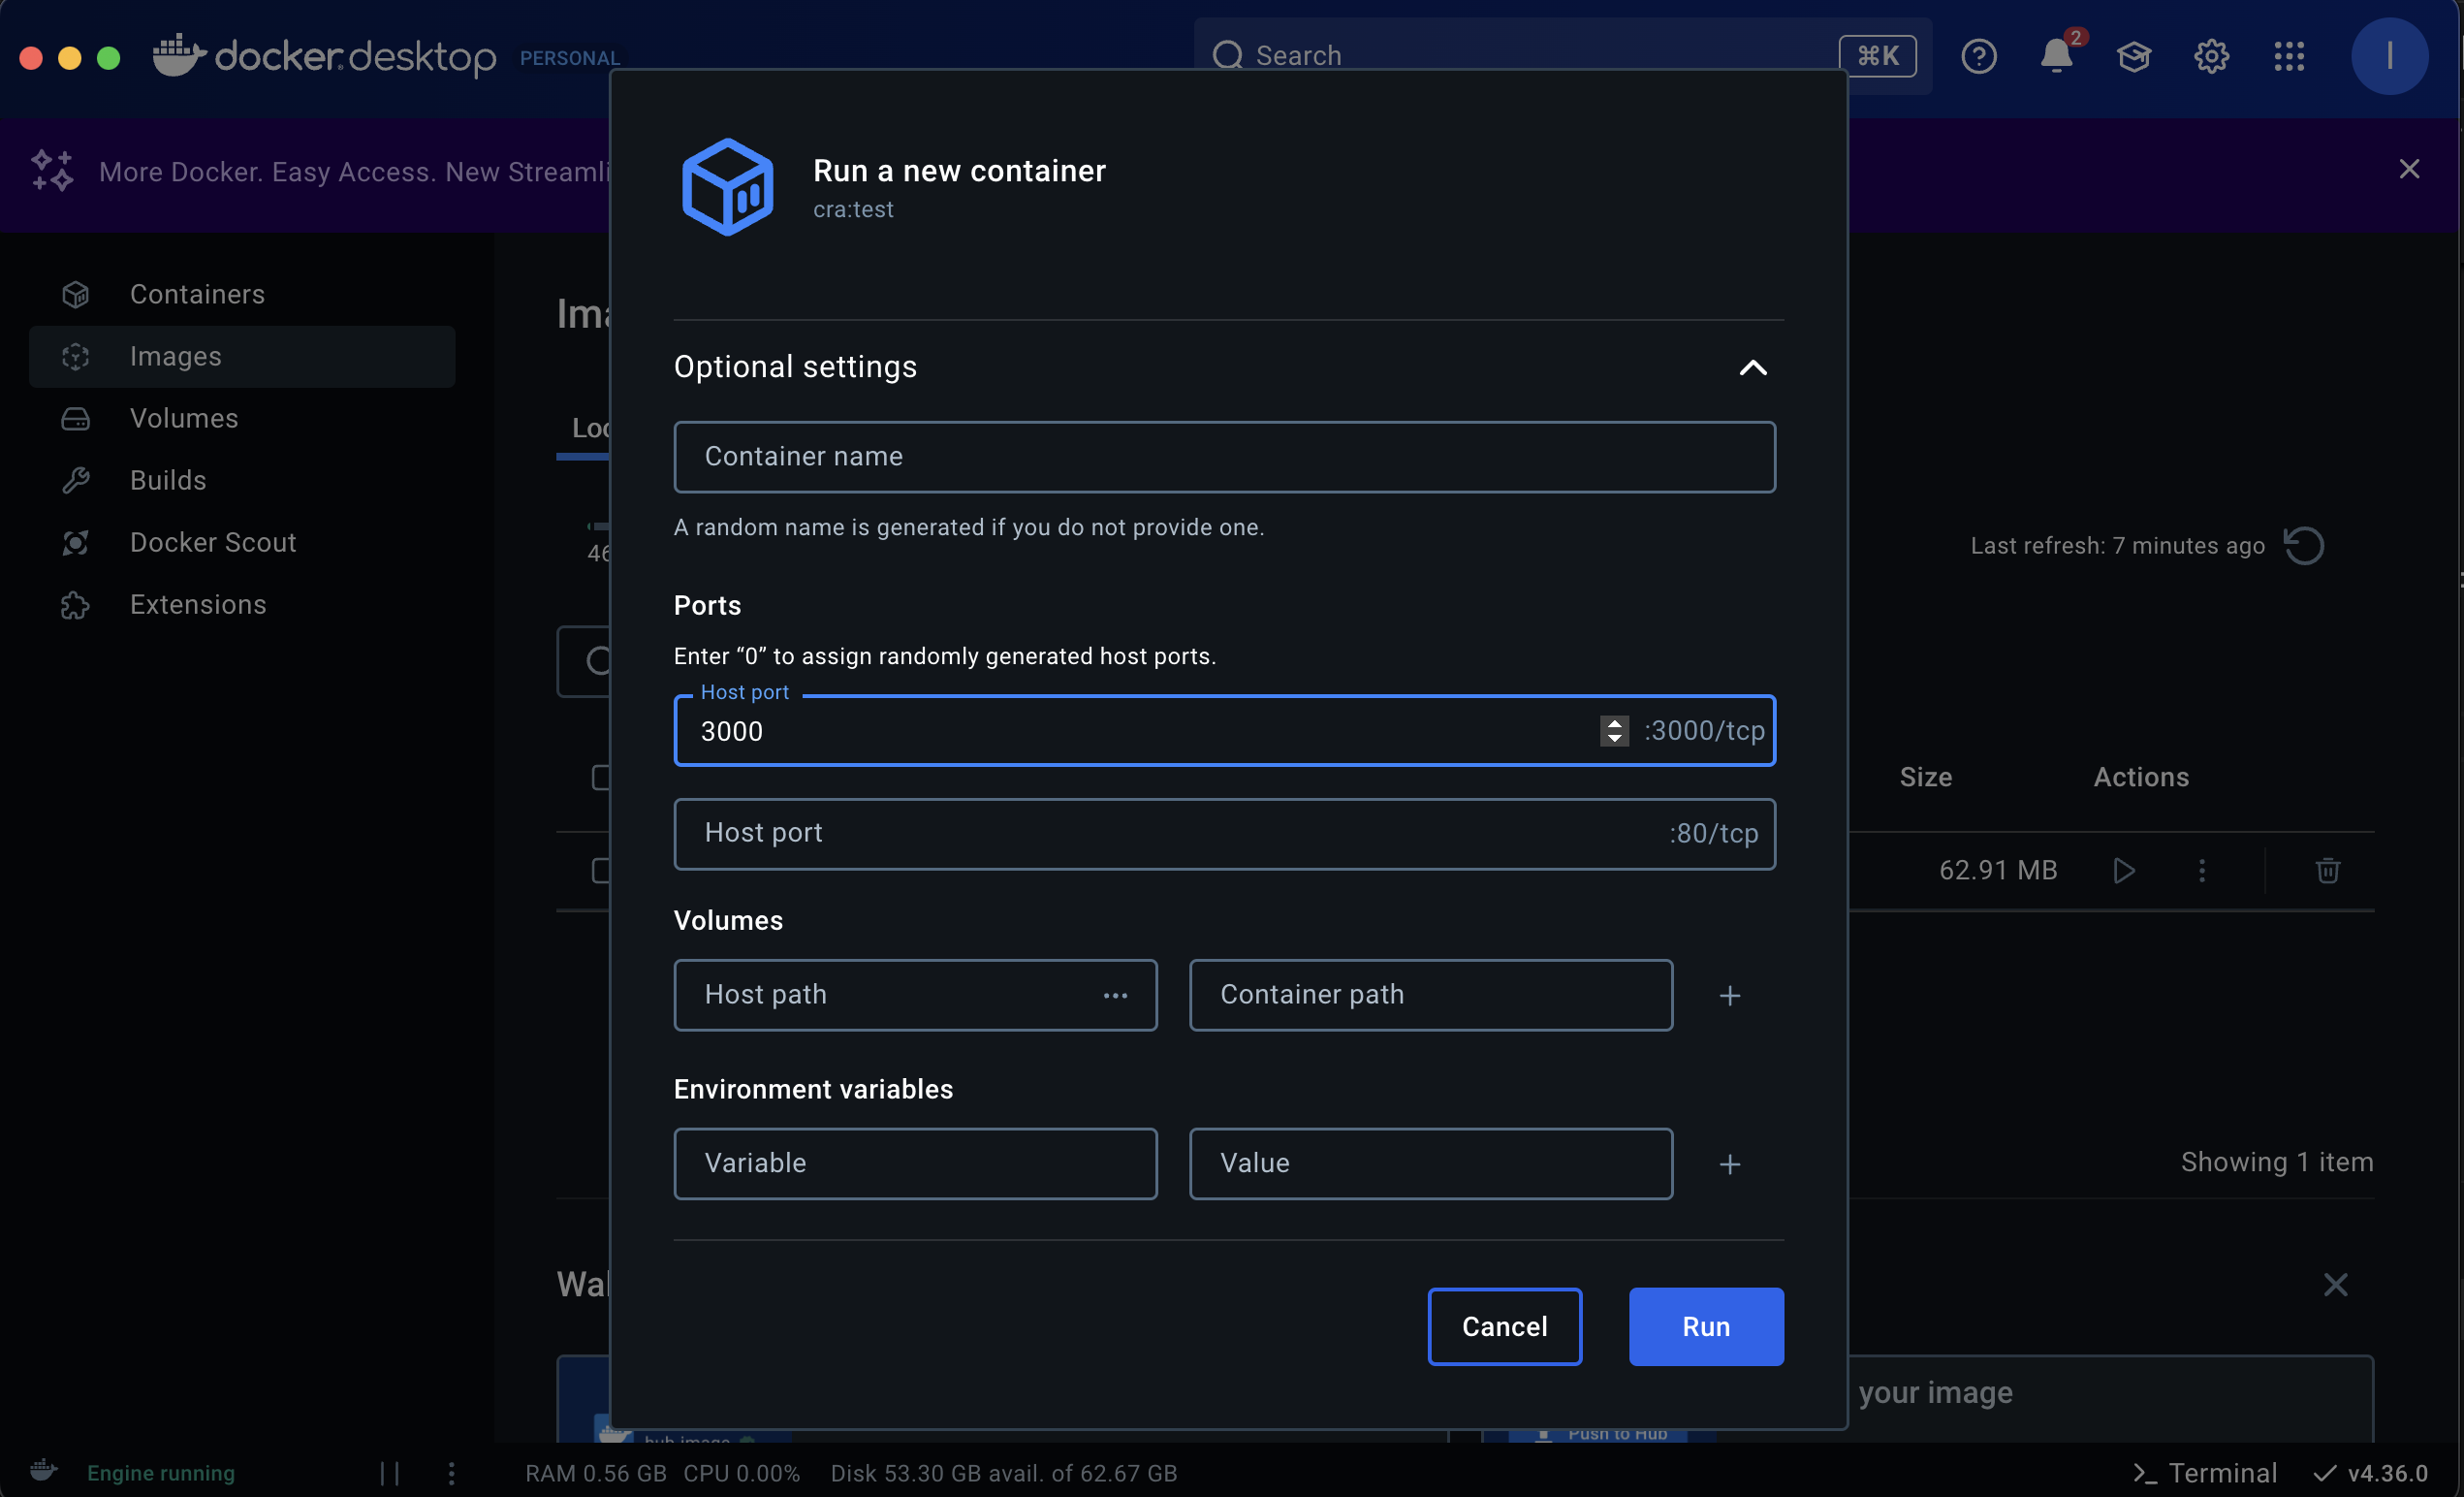 docker.desktop PERSONAL
Search
⌘K
2
I
More Docker. Easy Access. New Streamli
Containers
Images
Volumes
Builds
Docker Scout
Extensions
Run a new container
cra:test
Optional settings
Container name
A random name is generated if you do not provide one.
Ports
Enter “0” to assign randomly generated host ports.
Host port
3000 :3000/tcp
Host port :80/tcp
Volumes
Host path ... Container path +
Environment variables
Variable Value +
Cancel Run
Last refresh: 7 minutes ago
Size Actions
62.91 MB
Showing 1 item
your image
hub image
Push to Hub
Engine running
RAM 0.56 GB CPU 0.00% Disk 53.30 GB avail. of 62.67 GB
>_ Terminal
v4.36.0